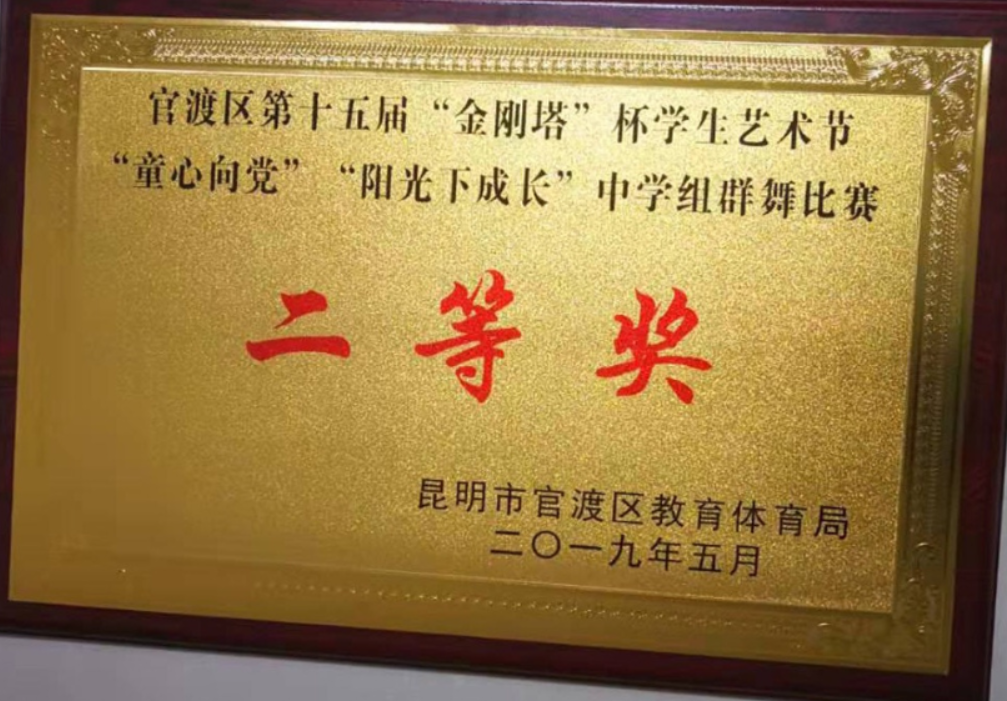 官渡区第十五届“金刚塔”杯学生艺术节
“童心向党”“阳光下成长”中学组群舞比赛
二等奖
昆明市官渡区教育体育局
二〇一九年五月